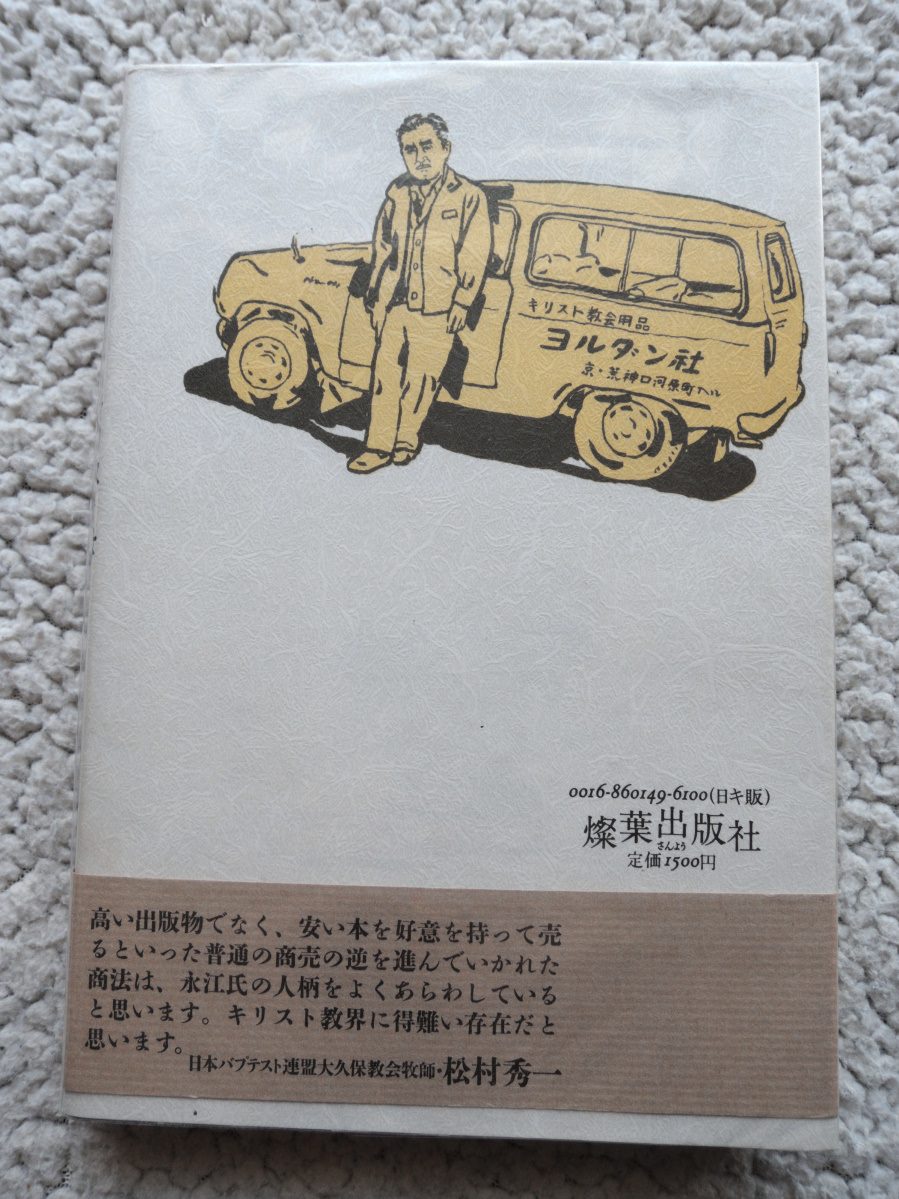 キリスト教会用品
ヨルダン社
京・荒神口河原町
0016-860149-6100(日キ販)
燦葉出版社
さんよう
定価1500円
高い出版物でなく、安い本を好意を持って売
るといった普通の商売の逆を進んでいかれた
商法は、永江氏の人柄をよくあらわしている
と思います。キリスト教界に得難い存在だと
思います。
日本バプテスト連盟大久保教会牧師・松村秀一